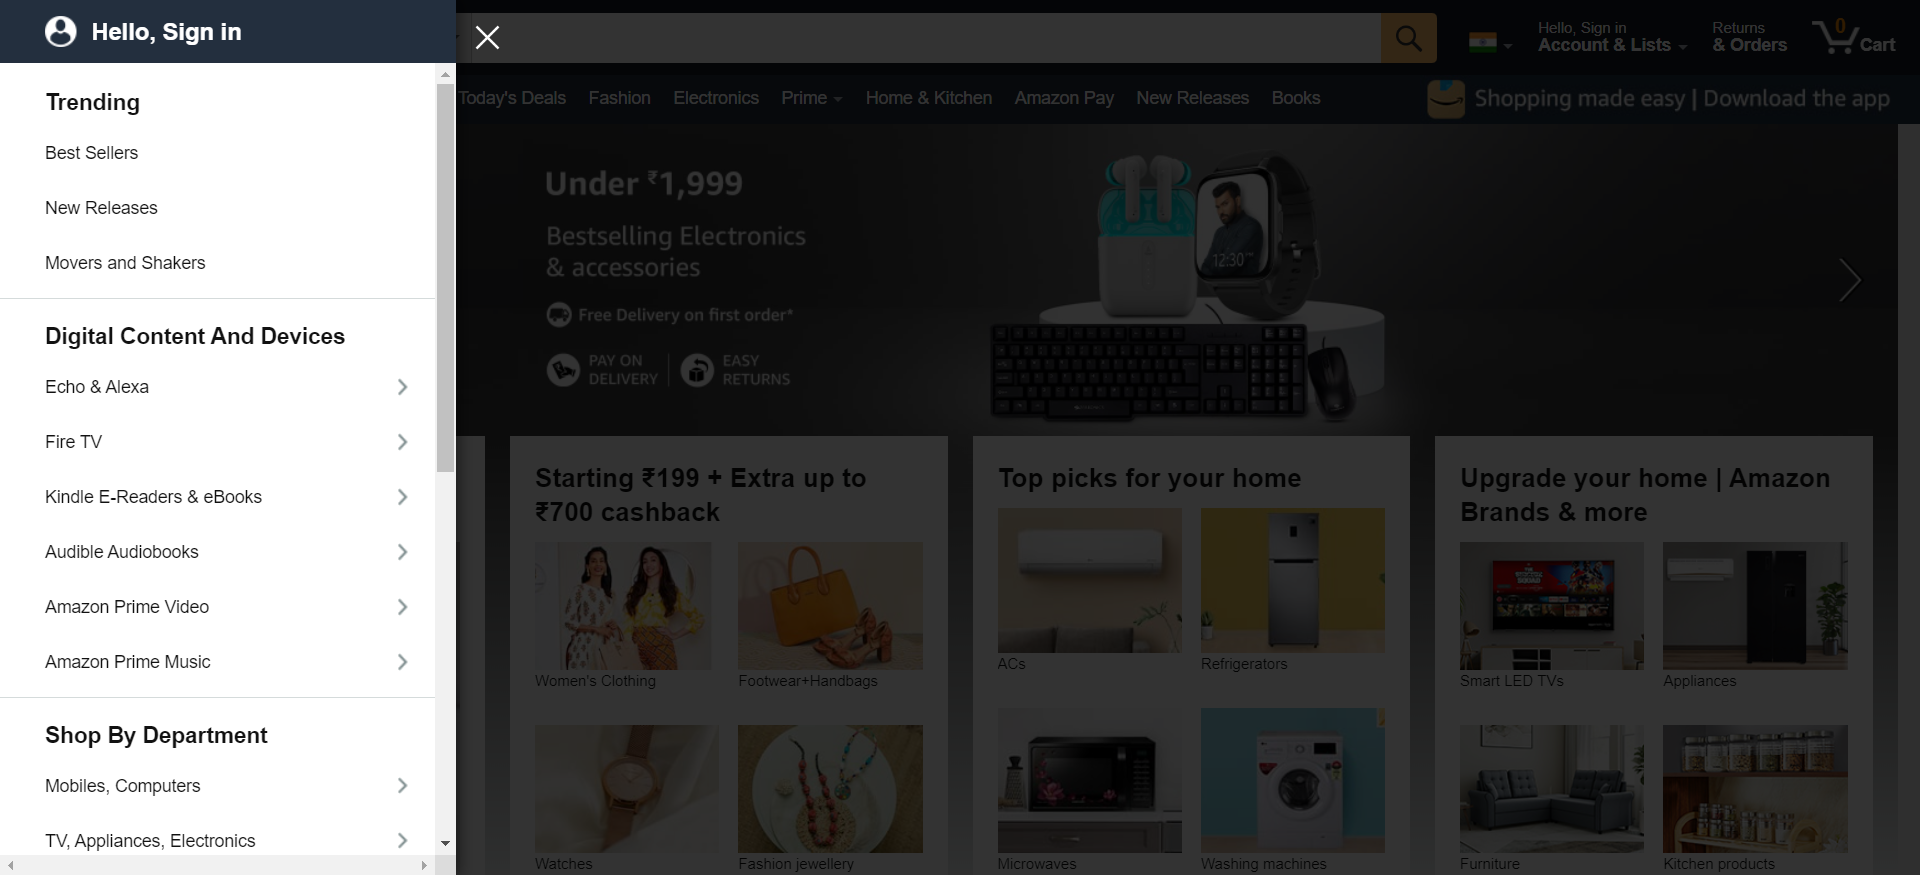 Hello, Sign in
Trending
Best Sellers
New Releases
Movers and Shakers
Digital Content And Devices
Echo & Alexa
Fire TV
Kindle E-Readers & eBooks
Audible Audiobooks
Amazon Prime Video
Amazon Prime Music
Shop By Department
Mobiles, Computers
TV, Appliances, Electronics
Hello, Sign in
Account & Lists
Returns
& Orders
0
Cart
Today's Deals
Fashion
Electronics
Prime
Home & Kitchen
Amazon Pay
New Releases
Books
Shopping made easy | Download the app
Under ₹1,999
Bestselling Electronics
& accessories
Free Delivery on first order*
PAY ON
DELIVERY
EASY
RETURNS
12:30
Starting ₹199 + Extra up to
₹700 cashback
Women's Clothing
Footwear+Handbags
Watches
Fashion jewellery
Top picks for your home
ACs
Refrigerators
Microwaves
Washing machines
Upgrade your home | Amazon
Brands & more
Smart LED TVs
Appliances
Furniture
Kitchen products